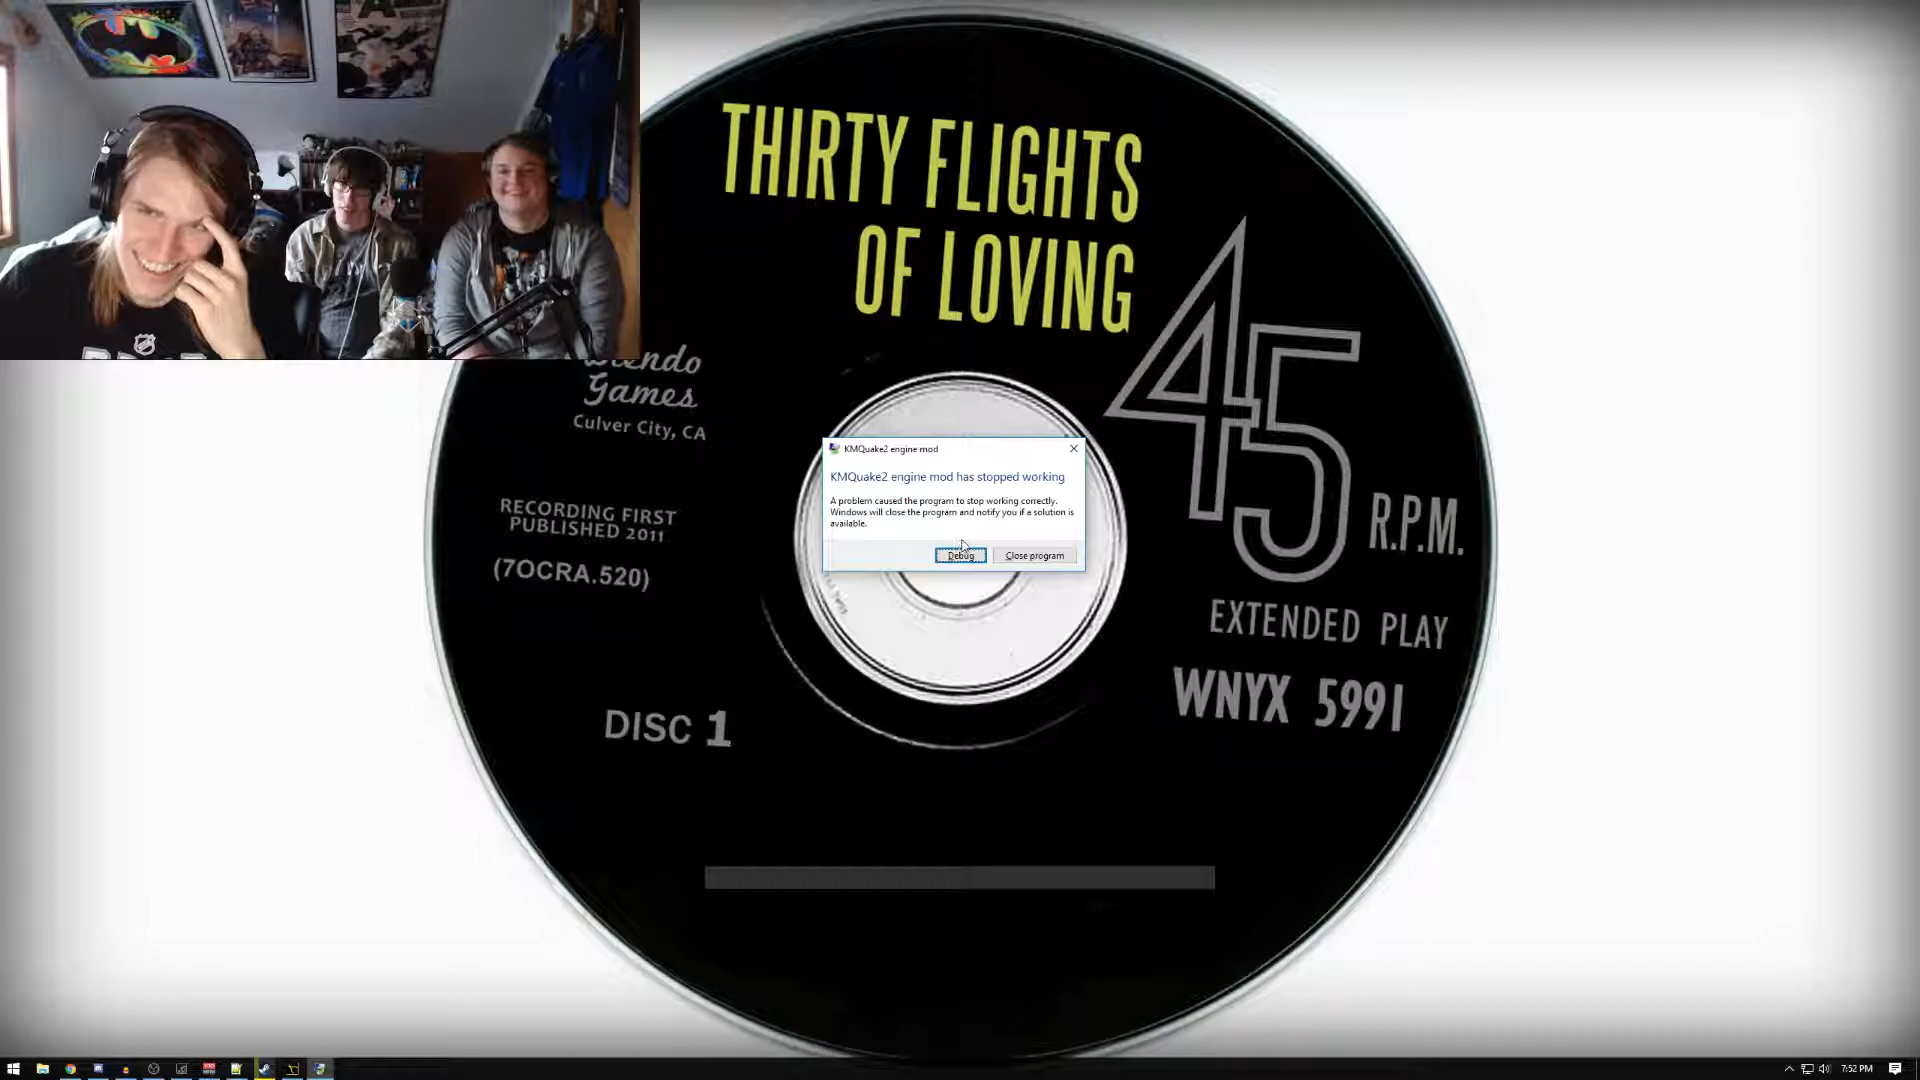 THIRTY FLIGHTS
OF LOVING
45
R.P.M.
EXTENDED PLAY
WNYX 5991
Games
Culver City, CA
RECORDING FIRST
PUBLISHED 2011
(7OCRA.520)
DISC 1
KMQuake2 engine mod
KMQuake2 engine mod has stopped working
A problem caused the program to stop working correctly.
Windows will close the program and notify you if a solution is
available.
Debug
Close program
7:52 PM